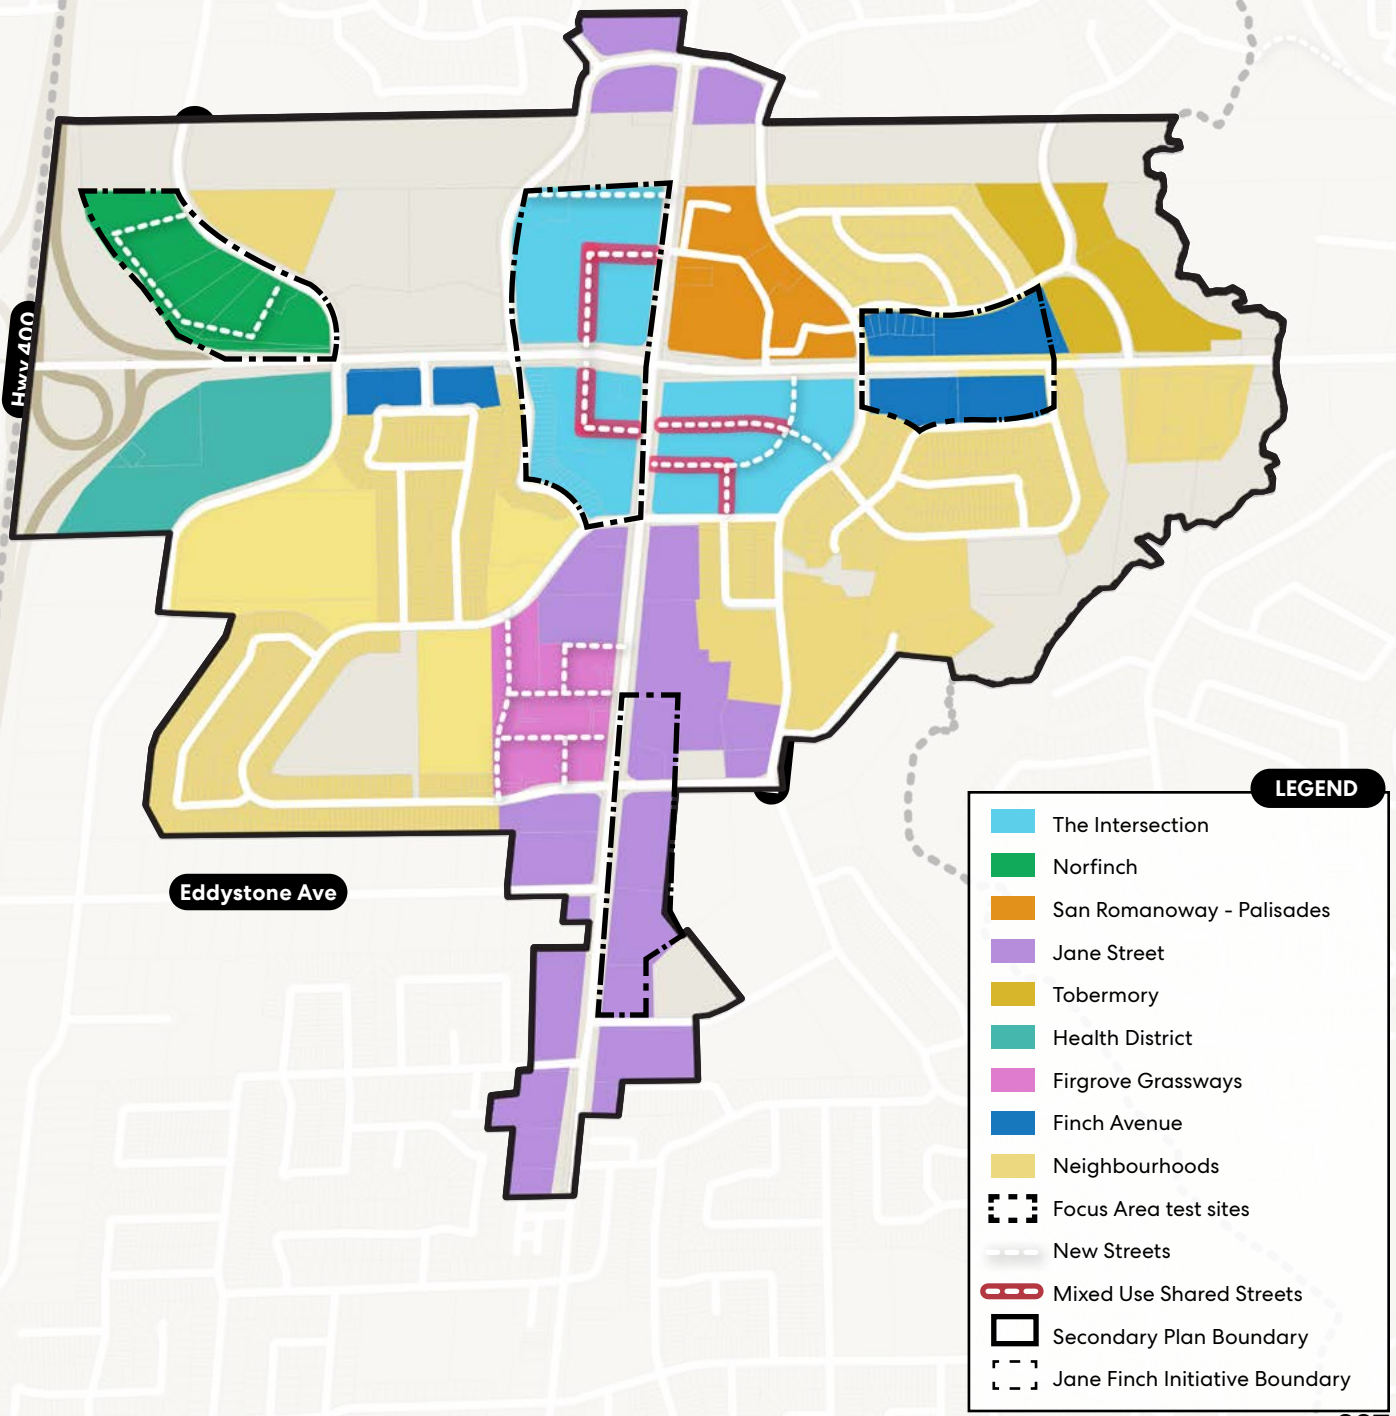 Hwy 400
Eddystone Ave
LEGEND
The Intersection
Norfinch
San Romanoway - Palisades
Jane Street
Tobermory
Health District
Firgrove Grassways
Finch Avenue
Neighbourhoods
Focus Area test sites
New Streets
Mixed Use Shared Streets
Secondary Plan Boundary
Jane Finch Initiative Boundary